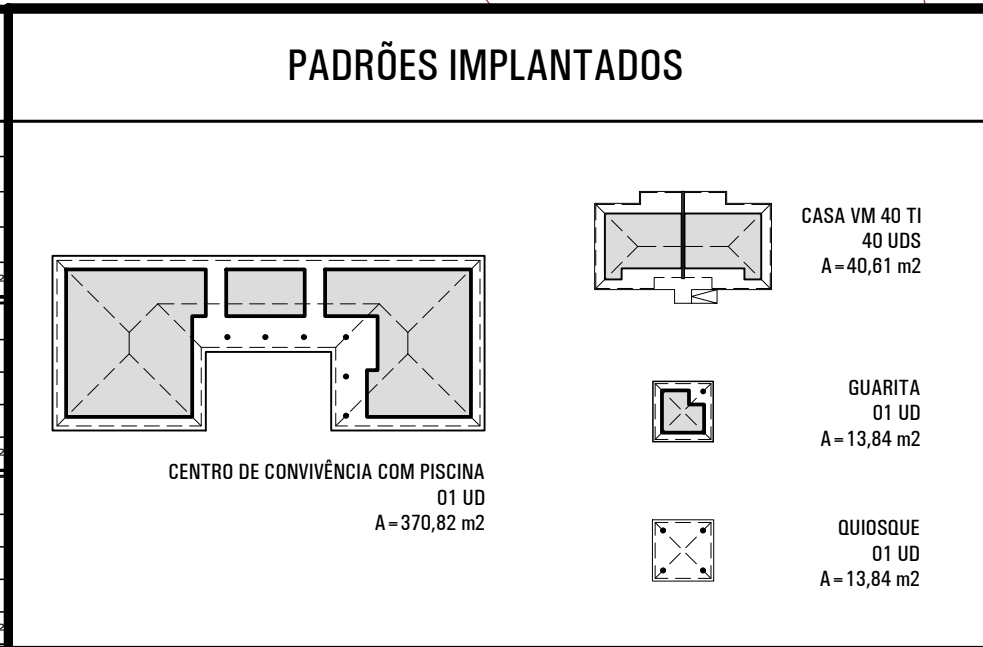 PADRÕES IMPLANTADOS
CASA VM 40 TI
40 UDS
A=40,61 m2
CENTRO DE CONVIVÊNCIA COM PISCINA
01 UD
A=370,82 m2
GUARITA
01 UD
A=13,84 m2
QUIOSQUE
01 UD
A=13,84 m2